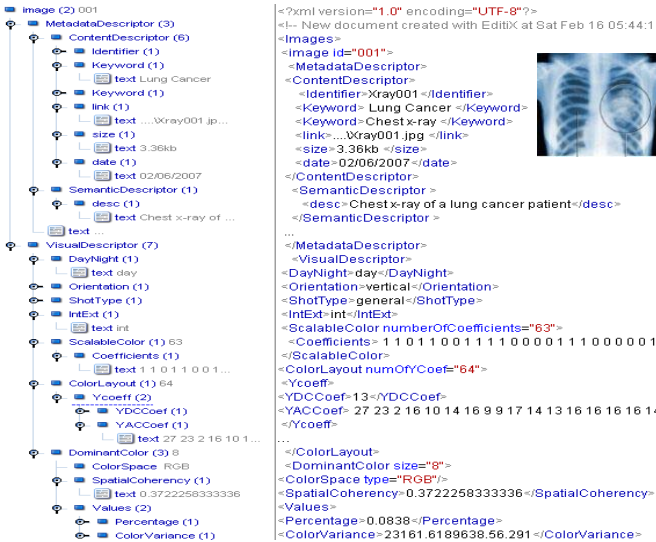 image (2) 001
MetadataDescriptor (3)
ContentDescriptor (6)
Identifier (1)
Keyword (1)
text Lung Cancer
Keyword (1)
link (1)
text ....\Xray001.jp...
size (1)
text 3.36kb
date (1)
text 02/06/2007
SemanticDescriptor (1)
desc (1)
text Chest x-ray of ...
text ...
VisualDescriptor (7)
DayNight (1)
text day
Orientation (1)
ShotType (1)
IntExt (1)
text int
ScalableColor (1) 63
Coefficients (1)
text 1 1 0 1 1 0 0 1...
ColorLayout (1) 64
Ycoeff (2)
YDCCoef (1)
YACCoef (1)
text 27 23 2 16 10 1...
DominantColor (3) 8
ColorSpace RGB
SpatialCoherency (1)
text 0.3722258333336
Values (2)
Percentage (1)
ColorVariance (1)
<?xml version="1.0" encoding="UTF-8"?>
<!-- New document created with EditiX at Sat Feb 16 05:44:1
<Images>
<image id="001">
<MetadataDescriptor>
<ContentDescriptor>
<Identifier>Xray001</Identifier>
<Keyword> Lung Cancer </Keyword>
<Keyword>Chest x-ray </Keyword>
<link>....\Xray001.jpg </link>
<size>3.36kb </size>
<date>02/06/2007</date>
</ContentDescriptor>
<SemanticDescriptor >
<desc>Chest x-ray of a lung cancer patient</desc>
</SemanticDescriptor >
...
</MetadataDescriptor>
<VisualDescriptor>
<DayNight>day</DayNight>
<Orientation>vertical</Orientation>
<ShotType>general</ShotType>
<IntExt>int</IntExt>
<ScalableColor numberOfCoefficients="63">
<Coefficients> 1 1 0 1 1 0 0 1 1 1 1 0 0 0 0 1 1 1 0 0 0 0 0 1
</ScalableColor>
<ColorLayout numOfYCoef="64">
<Ycoeff>
<YDCCoef>13</YDCCoef>
<YACCoef> 27 23 2 16 10 14 16 9 9 17 14 13 16 16 16 16 14
</Ycoeff>
...
</ColorLayout>
<DominantColor size="8">
<ColorSpace type="RGB"/>
<SpatialCoherency>0.3722258333336</SpatialCoherency>
<Values>
<Percentage>0.0838</Percentage>
<ColorVariance>23161.6189638.56.291</ColorVariance>